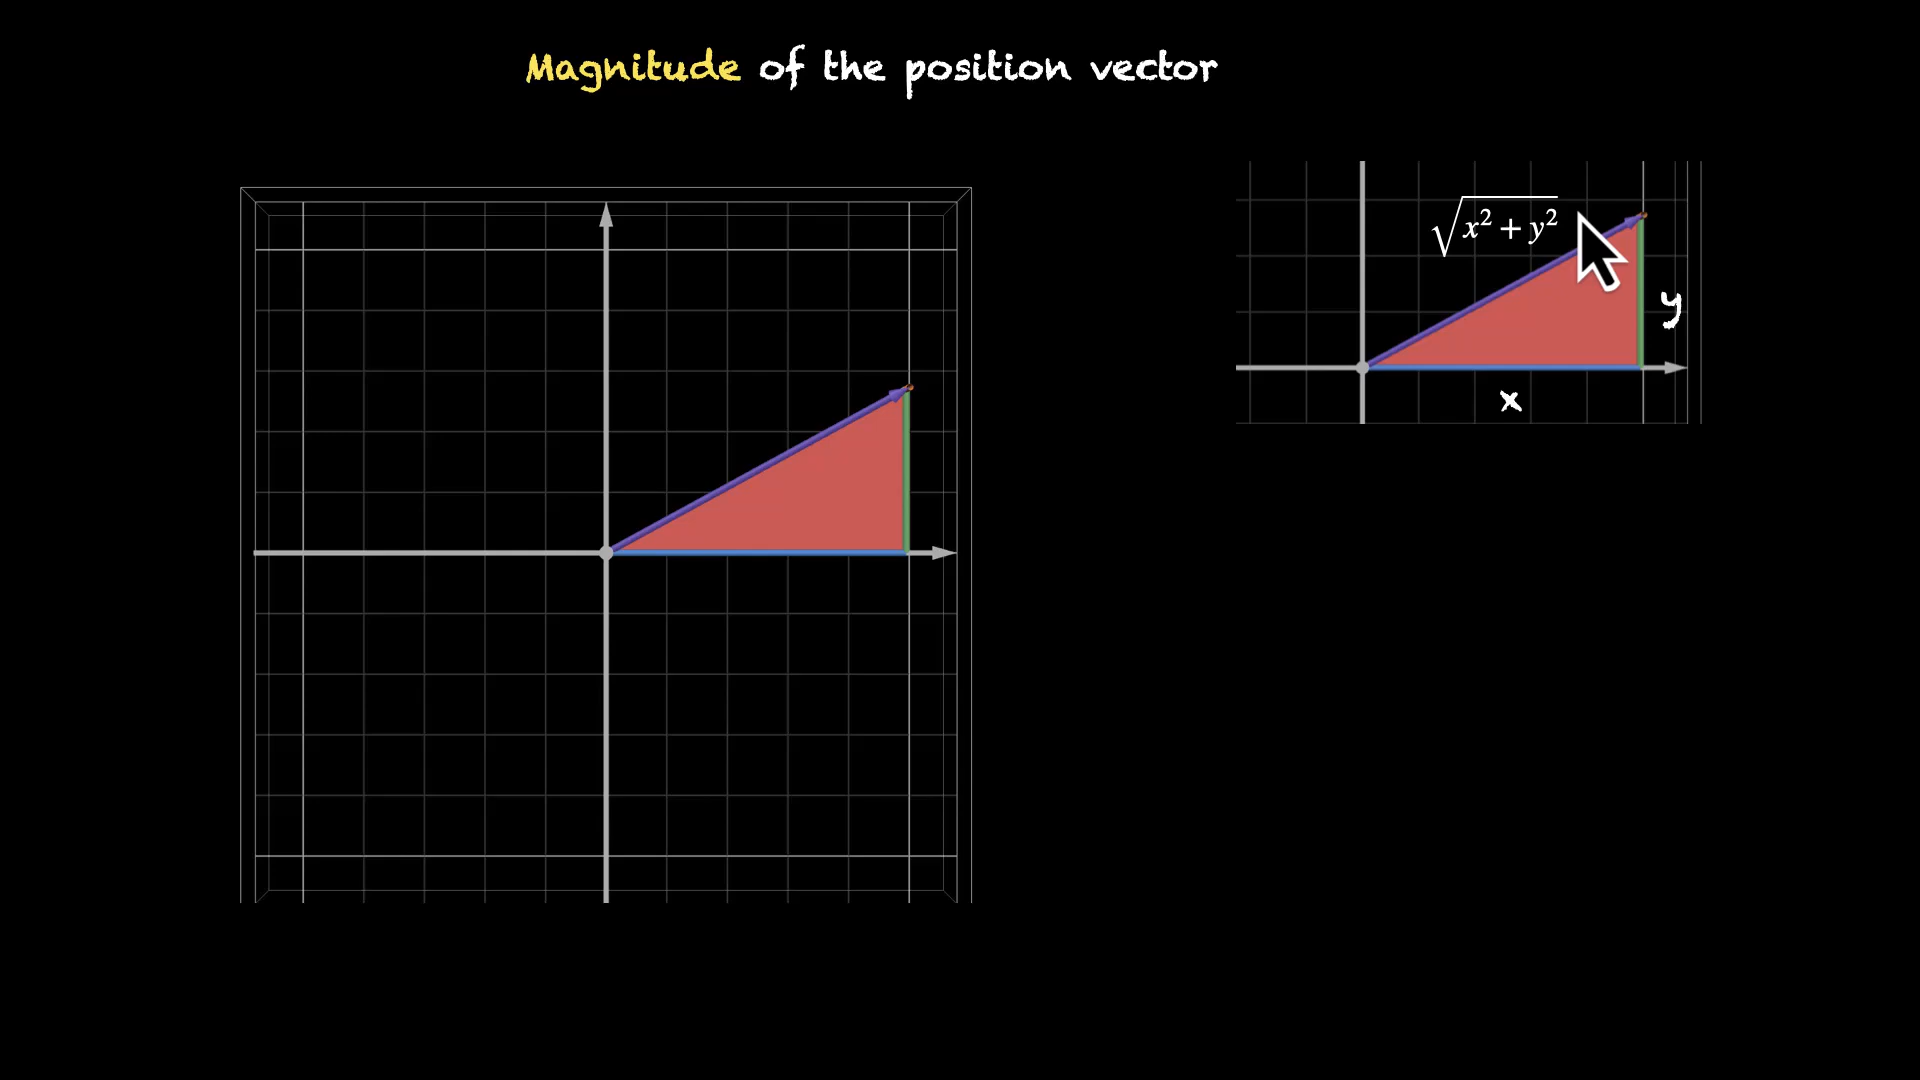 Magnitude of the position vector
√(x² + y²)
y
x